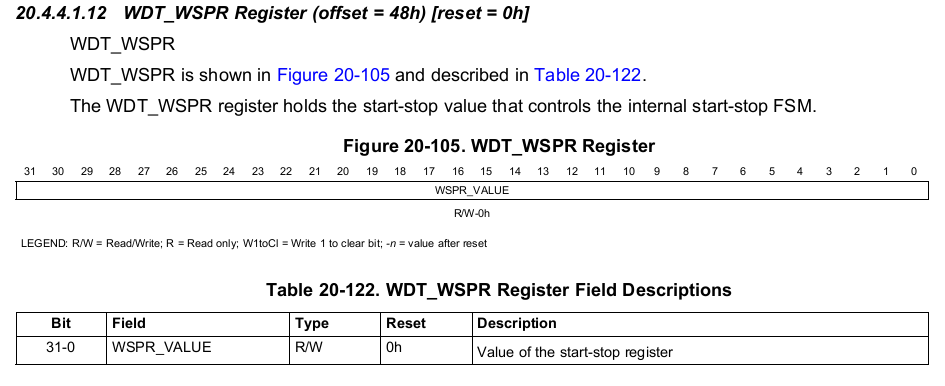 20.4.4.1.12 WDT_WSPR Register (offset = 48h) [reset = 0h]
WDT_WSPR
WDT_WSPR is shown in Figure 20-105 and described in Table 20-122.
The WDT_WSPR register holds the start-stop value that controls the internal start-stop FSM.
Figure 20-105. WDT_WSPR Register
31 30 29 28 27 26 25 24 23 22 21 20 19 18 17 16 15 14 13 12 11 10 9 8 7 6 5 4 3 2 1 0
WSPR_VALUE
R/W-0h
LEGEND: R/W = Read/Write; R = Read only; W1toCl = Write 1 to clear bit; -n = value after reset
Table 20-122. WDT_WSPR Register Field Descriptions
Bit Field Type Reset Description
31-0 WSPR_VALUE R/W 0h Value of the start-stop register